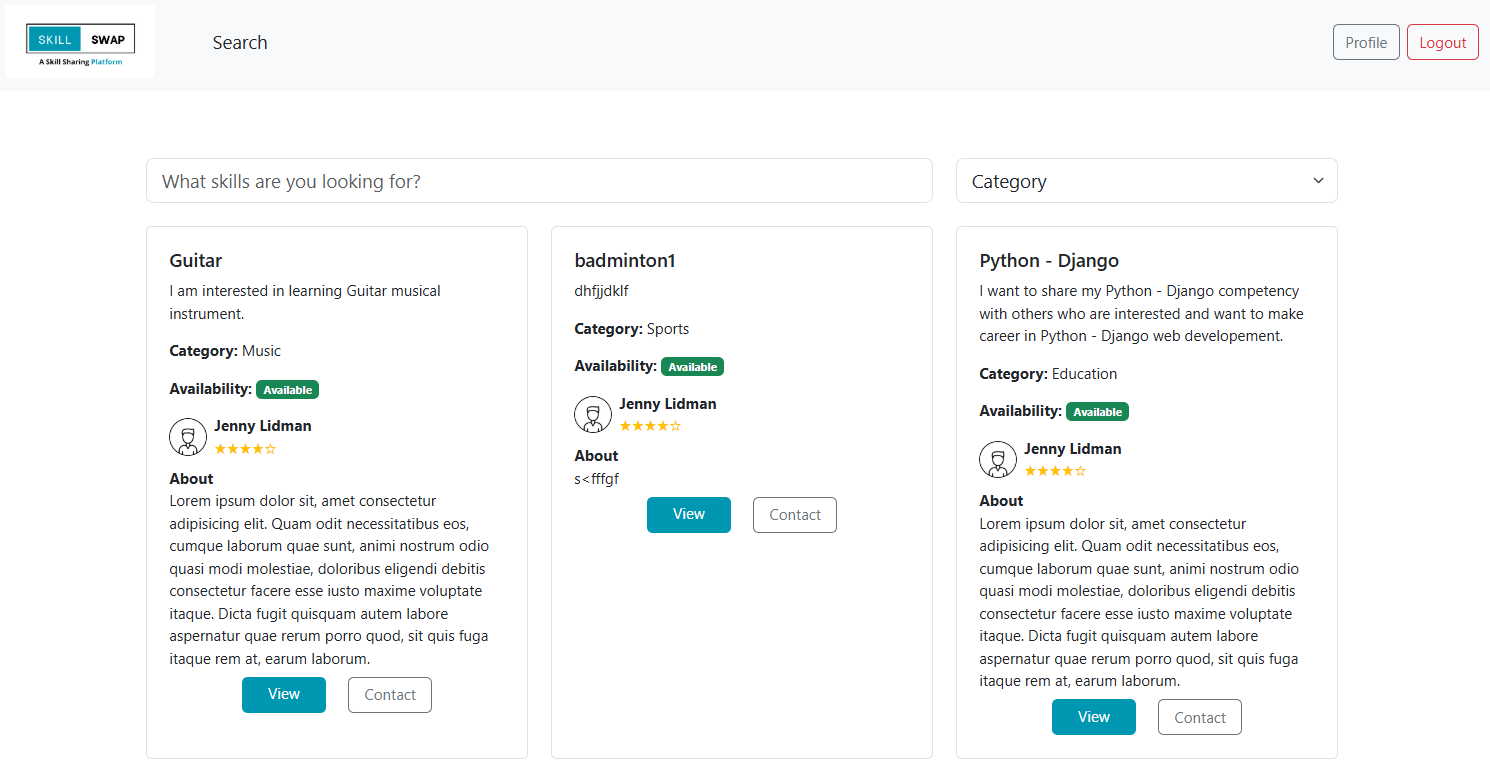 SKILL SWAP
A Skill Sharing Platform
Search
Profile
Logout
What skills are you looking for?
Category
Guitar
I am interested in learning Guitar musical
instrument.
Category: Music
Availability: Available
Jenny Lidman
★★★★☆
About
Lorem ipsum dolor sit, amet consectetur
adipisicing elit. Quam odit necessitatibus eos,
cumque laborum quae sunt, animi nostrum odio
quasi modi molestiae, doloribus eligendi debitis
consectetur facere esse iusto maxime voluptate
itaque. Dicta fugit quisquam autem labore
aspernatur quae rerum porro quod, sit quis fuga
itaque rem at, earum laborum.
View
Contact
badminton1
dhfjjdklf
Category: Sports
Availability: Available
Jenny Lidman
★★★★☆
About
s<fffgf
View
Contact
Python - Django
I want to share my Python - Django competency
with others who are interested and want to make
career in Python - Django web developement.
Category: Education
Availability: Available
Jenny Lidman
★★★★☆
About
Lorem ipsum dolor sit, amet consectetur
adipisicing elit. Quam odit necessitatibus eos,
cumque laborum quae sunt, animi nostrum odio
quasi modi molestiae, doloribus eligendi debitis
consectetur facere esse iusto maxime voluptate
itaque. Dicta fugit quisquam autem labore
aspernatur quae rerum porro quod, sit quis fuga
itaque rem at, earum laborum.
View
Contact